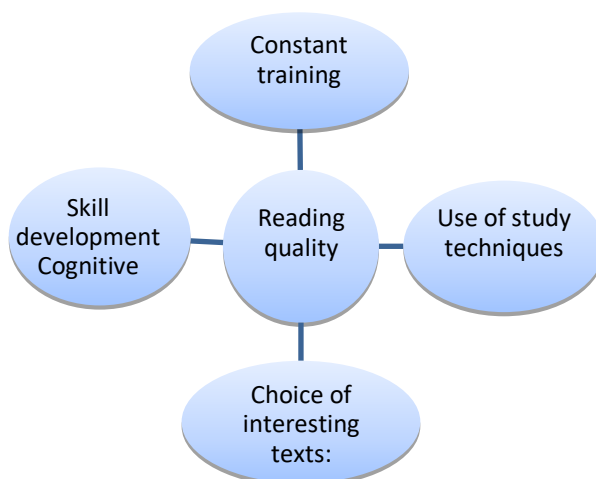 Constant
training
Skill
development
Cognitive
Reading
quality
Use of study
techniques
Choice of
interesting
texts: